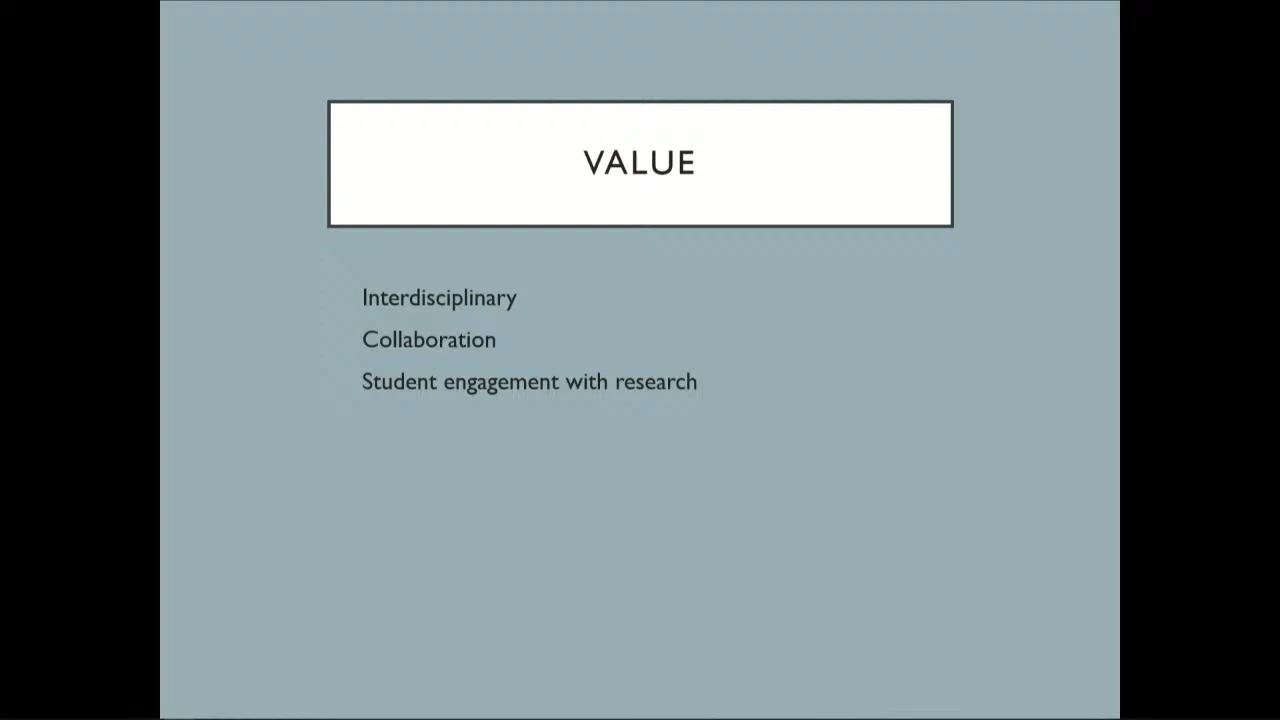 VALUE
Interdisciplinary
Collaboration
Student engagement with research